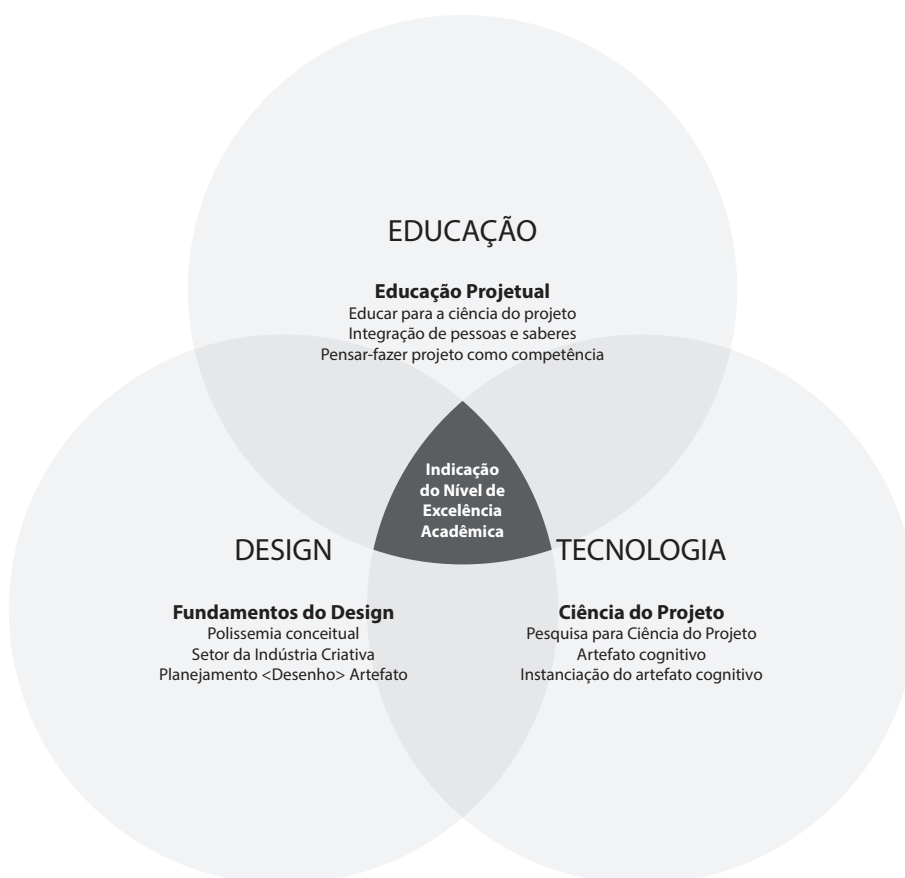 EDUCAÇÃO
Educação Projetual
Educar para a ciência do projeto
Integração de pessoas e saberes
Pensar-fazer projeto como competência
Indicação
do Nível de
Excelência
Acadêmica
DESIGN
Fundamentos do Design
Polissemia conceitual
Setor da Indústria Criativa
Planejamento <Desenho> Artefato
TECNOLOGIA
Ciência do Projeto
Pesquisa para Ciência do Projeto
Artefato cognitivo
Instanciação do artefato cognitivo